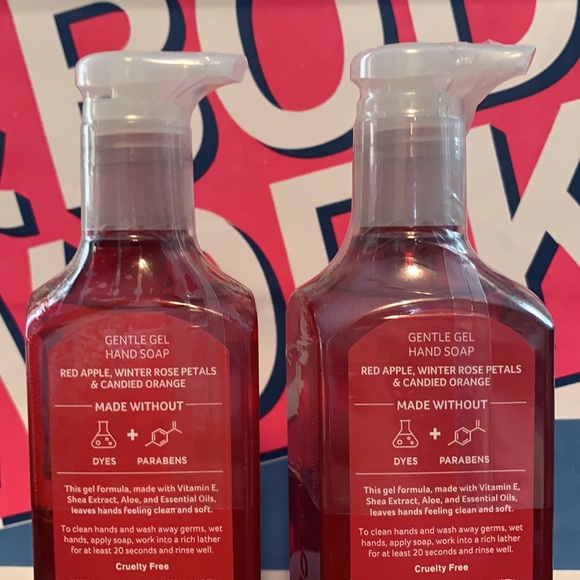 BODY
WORK
GENTLE GEL
HAND SOAP
RED APPLE, WINTER ROSE PETALS
& CANDIED ORANGE
MADE WITHOUT
+
DYES PARABENS
This gel formula, made with Vitamin E,
Shea Extract, Aloe, and Essential Oils,
leaves hands feeling clean and soft.
To clean hands and wash away germs, wet
hands, apply soap, work into a rich lather
for at least 20 seconds and rinse well.
Cruelty Free
GENTLE GEL
HAND SOAP
RED APPLE, WINTER ROSE PETALS
& CANDIED ORANGE
MADE WITHOUT
+
DYES PARABENS
This gel formula, made with Vitamin E,
Shea Extract, Aloe, and Essential Oils,
leaves hands feeling clean and soft.
To clean hands and wash away germs, wet
hands, apply soap, work into a rich lather
for at least 20 seconds and rinse well.
Cruelty Free